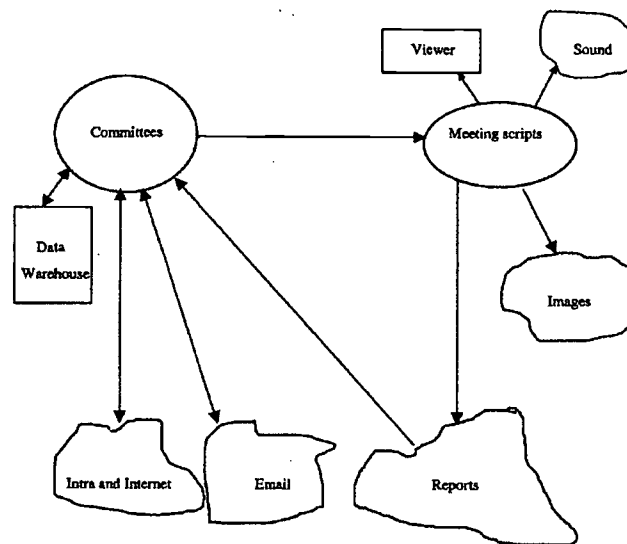 Viewer
Sound
Committees
Meeting scripts
Data
Warehouse
Images
Intra and Internet
Email
Reports